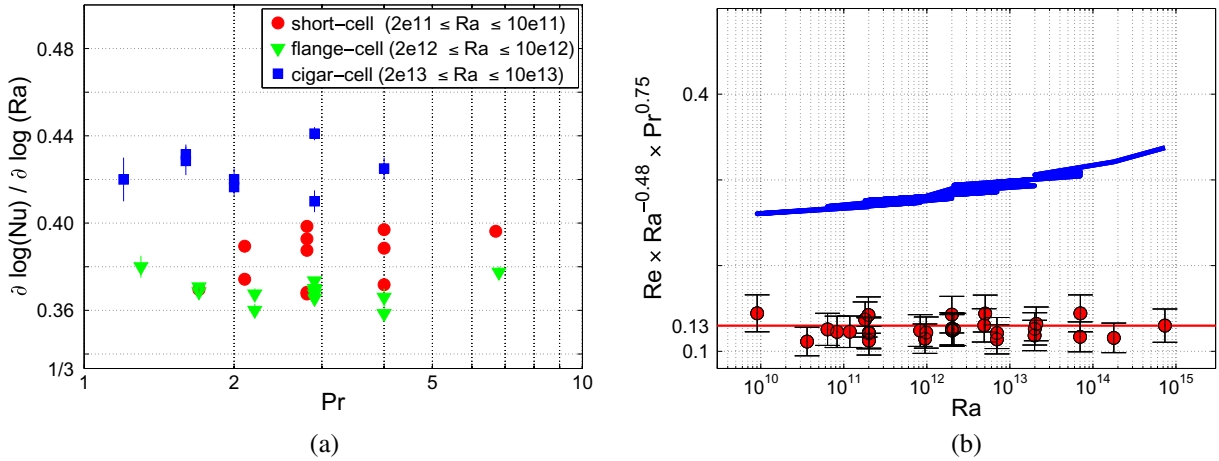 short-cell (2e11 ≤ Ra ≤ 10e11)
flange-cell (2e12 ≤ Ra ≤ 10e12)
cigar-cell (2e13 ≤ Ra ≤ 10e13)
0.48
0.44
0.40
0.36
1/3
∂ log(Nu) / ∂ log (Ra)
1 2 5 10
Pr
(a)
0.4
0.13
0.1
Re × Ra^-0.48 × Pr^0.75
10^10 10^11 10^12 10^13 10^14 10^15
Ra
(b)